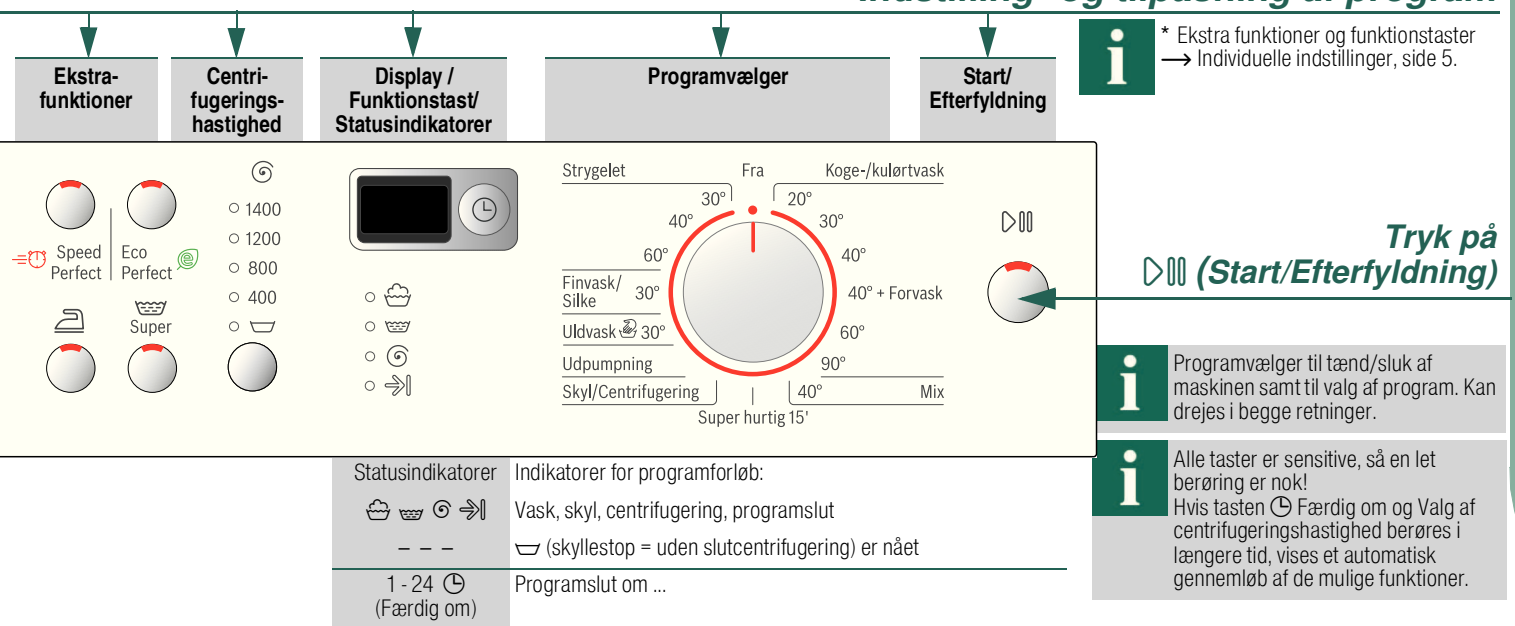 * Ekstra funktioner og funktionstaster
→ Individuelle indstillinger, side 5.
Ekstra-
funktioner
Centri-
fugerings-
hastighed
Display /
Funktionstast/
Statusindikatorer
Programvælger
Start/
Efterfyldning
Speed
Perfect
Eco
Perfect
Super
1400
1200
800
400
Strygelet
Fra
Koge-/kulørtvask
30°
20°
40°
30°
60°
40°
Finvask/
Silke 30°
40° + Forvask
Uldvask 30°
60°
Udpumpning
90°
Skyl/Centrifugering
40° Mix
Super hurtig 15'
Tryk på
(Start/Efterfyldning)
Programvælger til tænd/sluk af
maskinen samt til valg af program. Kan
drejes i begge retninger.
Alle taster er sensitive, så en let
berøring er nok!
Hvis tasten Færdig om og Valg af
centrifugeringshastighed berøres i
længere tid, vises et automatisk
gennemløb af de mulige funktioner.
Statusindikatorer Indikatorer for programforløb:
Vask, skyl, centrifugering, programslut
– – – (skyllestop = uden slutcentrifugering) er nået
1 - 24 Programslut om ...
(Færdig om)